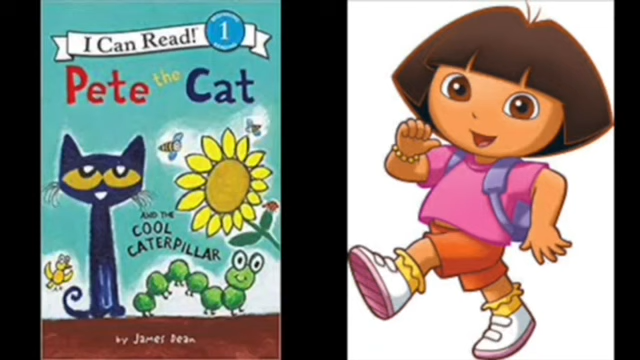 I Can Read!
1
Pete the Cat
AND THE
COOL
CATERPILLAR
by James Dean